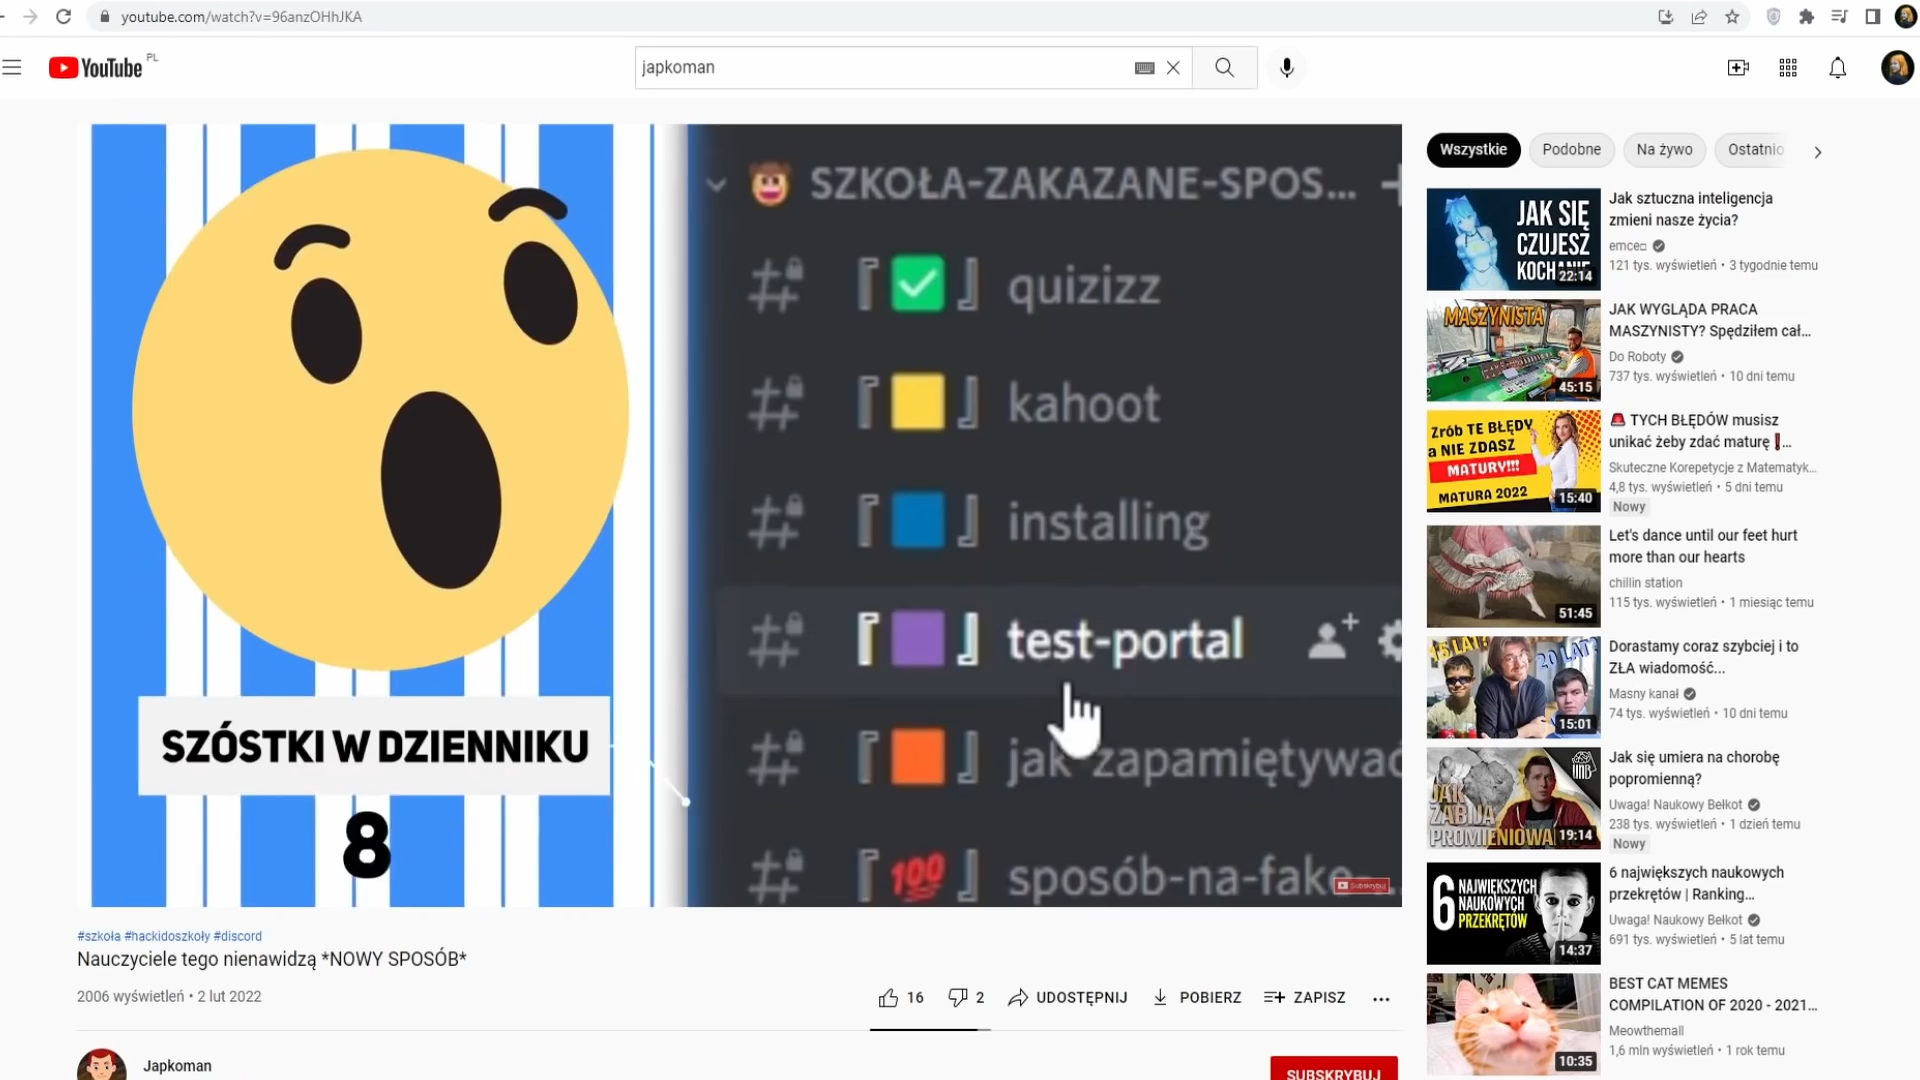 youtube.com/watch?v=96anzOHhJKA
YouTube PL
japkoman
SZKOŁA-ZAKAZANE-SPOS...
# 『✅』 quizizz
# 『🟨』 kahoot
# 『🟦』 installing
# 『🟪』 test-portal
# 『🟧』 jak-zapamiętywać
# 『💯』 sposób-na-fake-...
Subskrybuj
SZÓSTKI W DZIENNIKU
8
#szkoła #hackidoszkoły #discord
Nauczyciele tego nienawidzą *NOWY SPOSÓB*
2006 wyświetleń • 2 lut 2022
16
2
UDOSTĘPNIJ
POBIERZ
ZAPISZ
Japkoman
SUBSKRYBUJ
Wszystkie
Podobne
Na żywo
Ostatnio
JAK SIĘ
CZUJESZ
KOCHANIE
22:14
Jak sztuczna inteligencja
zmieni nasze życia?
emce□
121 tys. wyświetleń • 3 tygodnie temu
MASZYNISTA
45:15
JAK WYGLĄDA PRACA
MASZYNISTY? Spędziłem cał...
Do Roboty
737 tys. wyświetleń • 10 dni temu
Zrób TE BŁĘDY
a NIE ZDASZ
MATURY!!!
MATURA 2022
15:40
🚨 TYCH BŁĘDÓW musisz
unikać żeby zdać maturę ❗...
Skuteczne Korepetycje z Matematyk...
4,8 tys. wyświetleń • 5 dni temu
Nowy
51:45
Let's dance until our feet hurt
more than our hearts
chillin station
115 tys. wyświetleń • 1 miesiąc temu
15 LAT?
20 LAT?
15:01
Dorastamy coraz szybciej i to
ZŁA wiadomość...
Masny kanał
74 tys. wyświetleń • 10 dni temu
JAK
ZABIJA
PROMIENIOWA
19:14
Jak się umiera na chorobę
popromienną?
Uwaga! Naukowy Bełkot
238 tys. wyświetleń • 1 dzień temu
Nowy
6 NAJWIĘKSZYCH
NAUKOWYCH
PRZEKRĘTÓW
14:37
6 największych naukowych
przekrętów | Ranking...
Uwaga! Naukowy Bełkot
691 tys. wyświetleń • 5 lat temu
10:35
BEST CAT MEMES
COMPILATION OF 2020 - 2021...
Meowthemall
1,6 mln wyświetleń • 1 rok temu